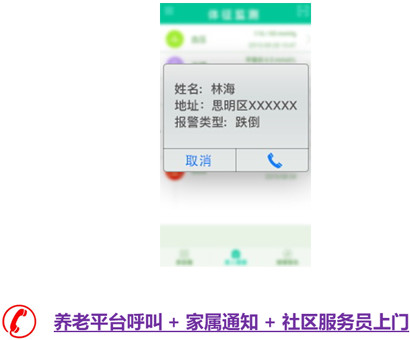 体征监测
姓名: 林海
地址: 思明区XXXXXX
报警类型: 跌倒
取消
养老平台呼叫 + 家属通知 + 社区服务员上门